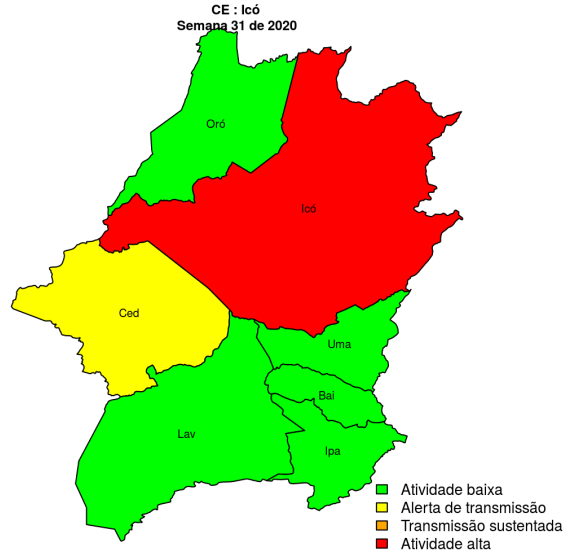 CE : Icó
Semana 31 de 2020
Oró
Icó
Ced
Uma
Bai
Lav
Ipa
Atividade baixa
Alerta de transmissão
Transmissão sustentada
Atividade alta